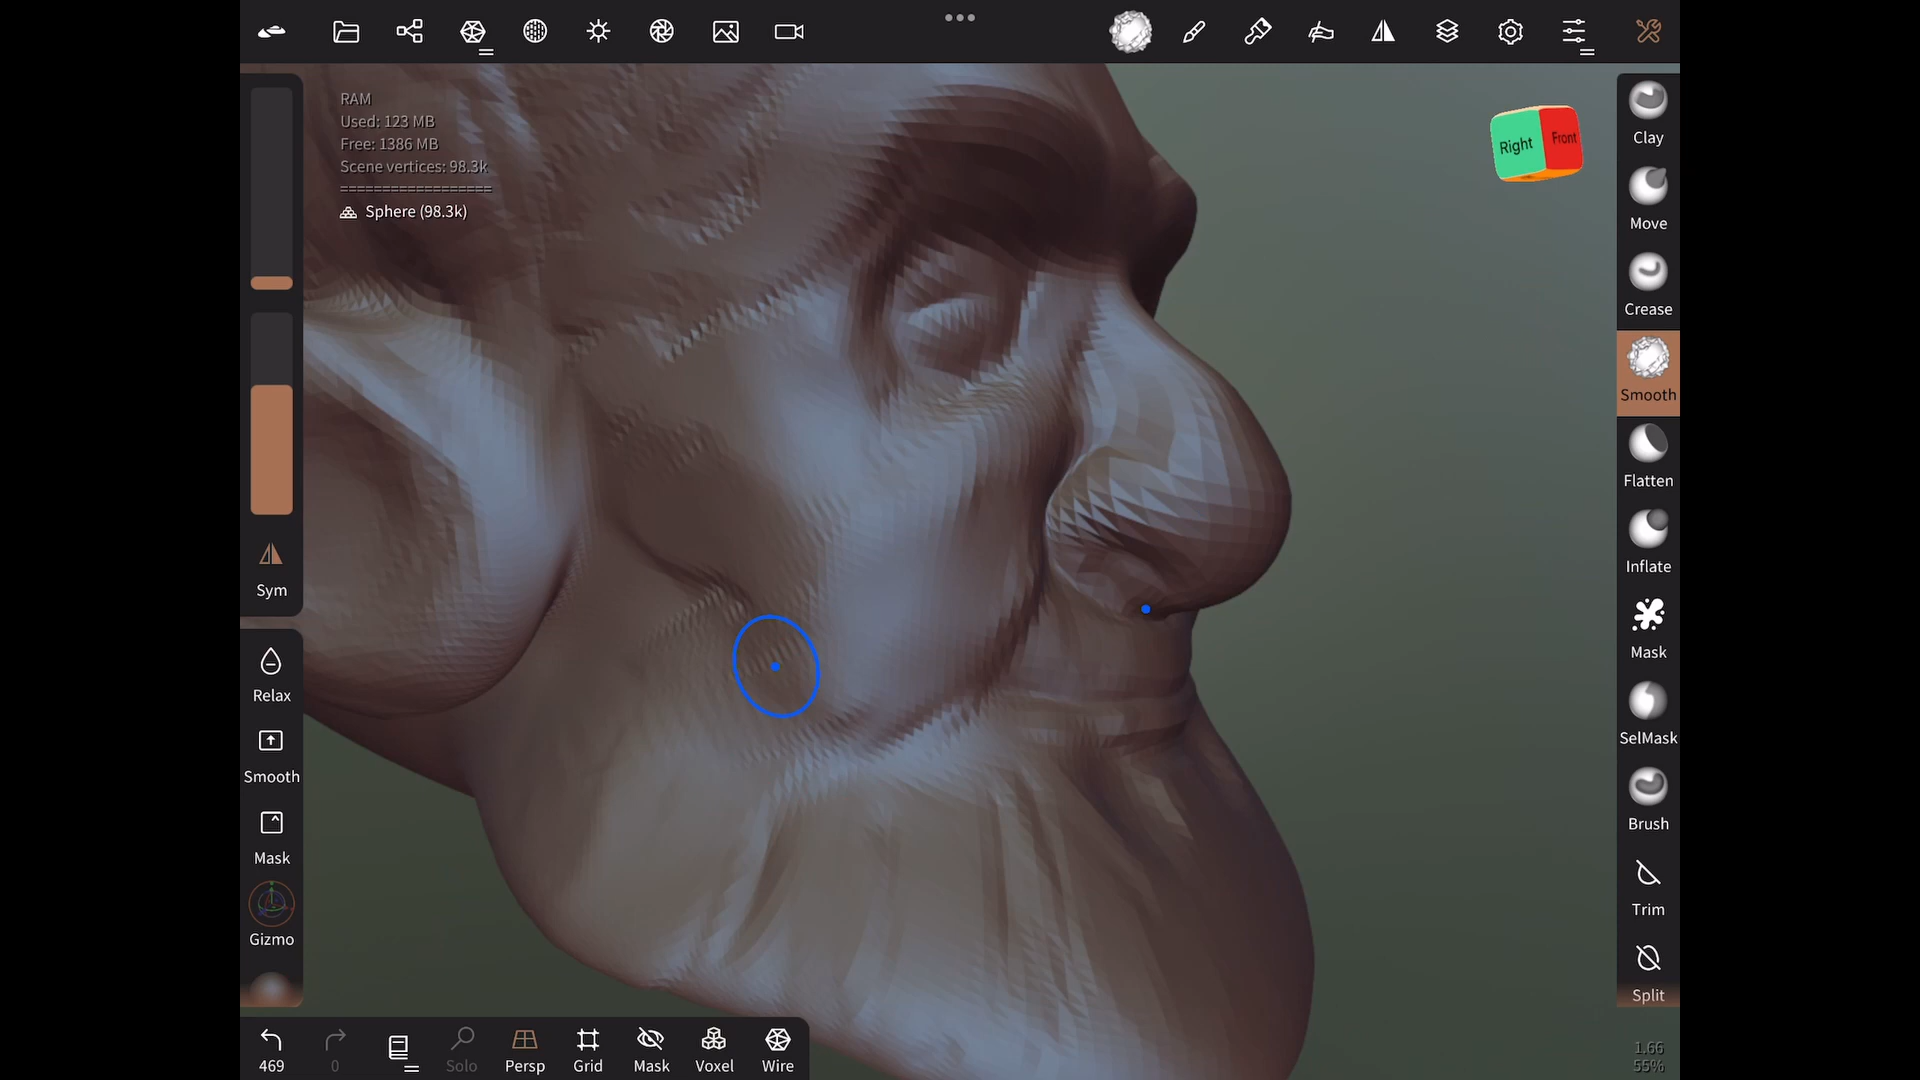 RAM
Used: 123 MB
Free: 1386 MB
Scene vertices: 98.3k
==================
Sphere (98.3k)
Right
Front
Sym
Relax
Smooth
Mask
Gizmo
Clay
Move
Crease
Smooth
Flatten
Inflate
Mask
SelMask
Brush
Trim
Split
469
0
Solo
Persp
Grid
Mask
Voxel
Wire
1.66
55%